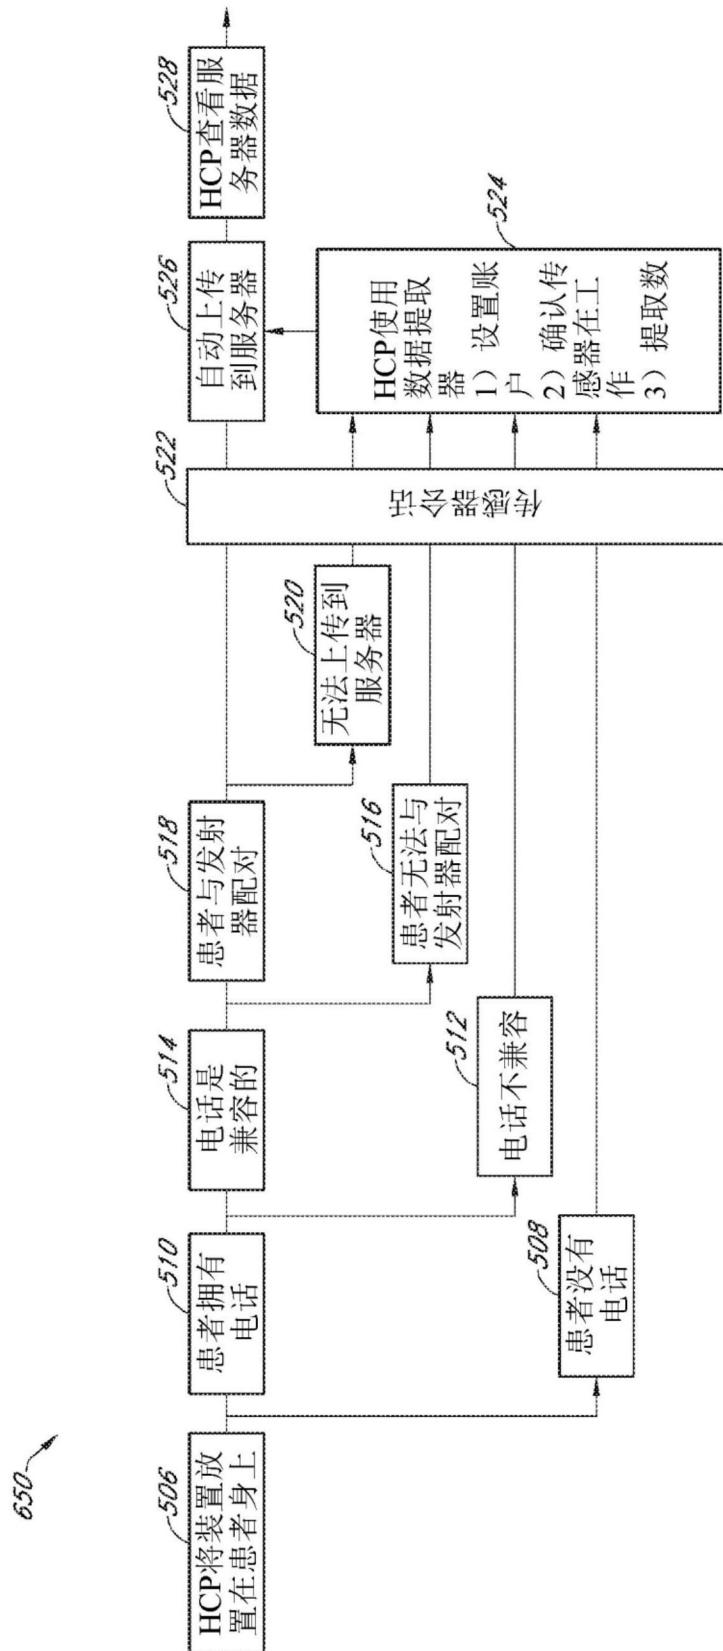 650
506
HCP将装置放
置在患者身上
510
患者拥有
电话
508
患者没有
电话
514
电话是
兼容的
512
电话不兼容
518
患者与发射
器配对
516
患者无法与
发射器配对
520
无法上传到
服务器
522
传感器会话
526
自动上传
到服务器
524
HCP使用
数据提取
器
1）设置账
户
2）确认传
感器在工
作
3）提取数
528
HCP查看服
务器数据